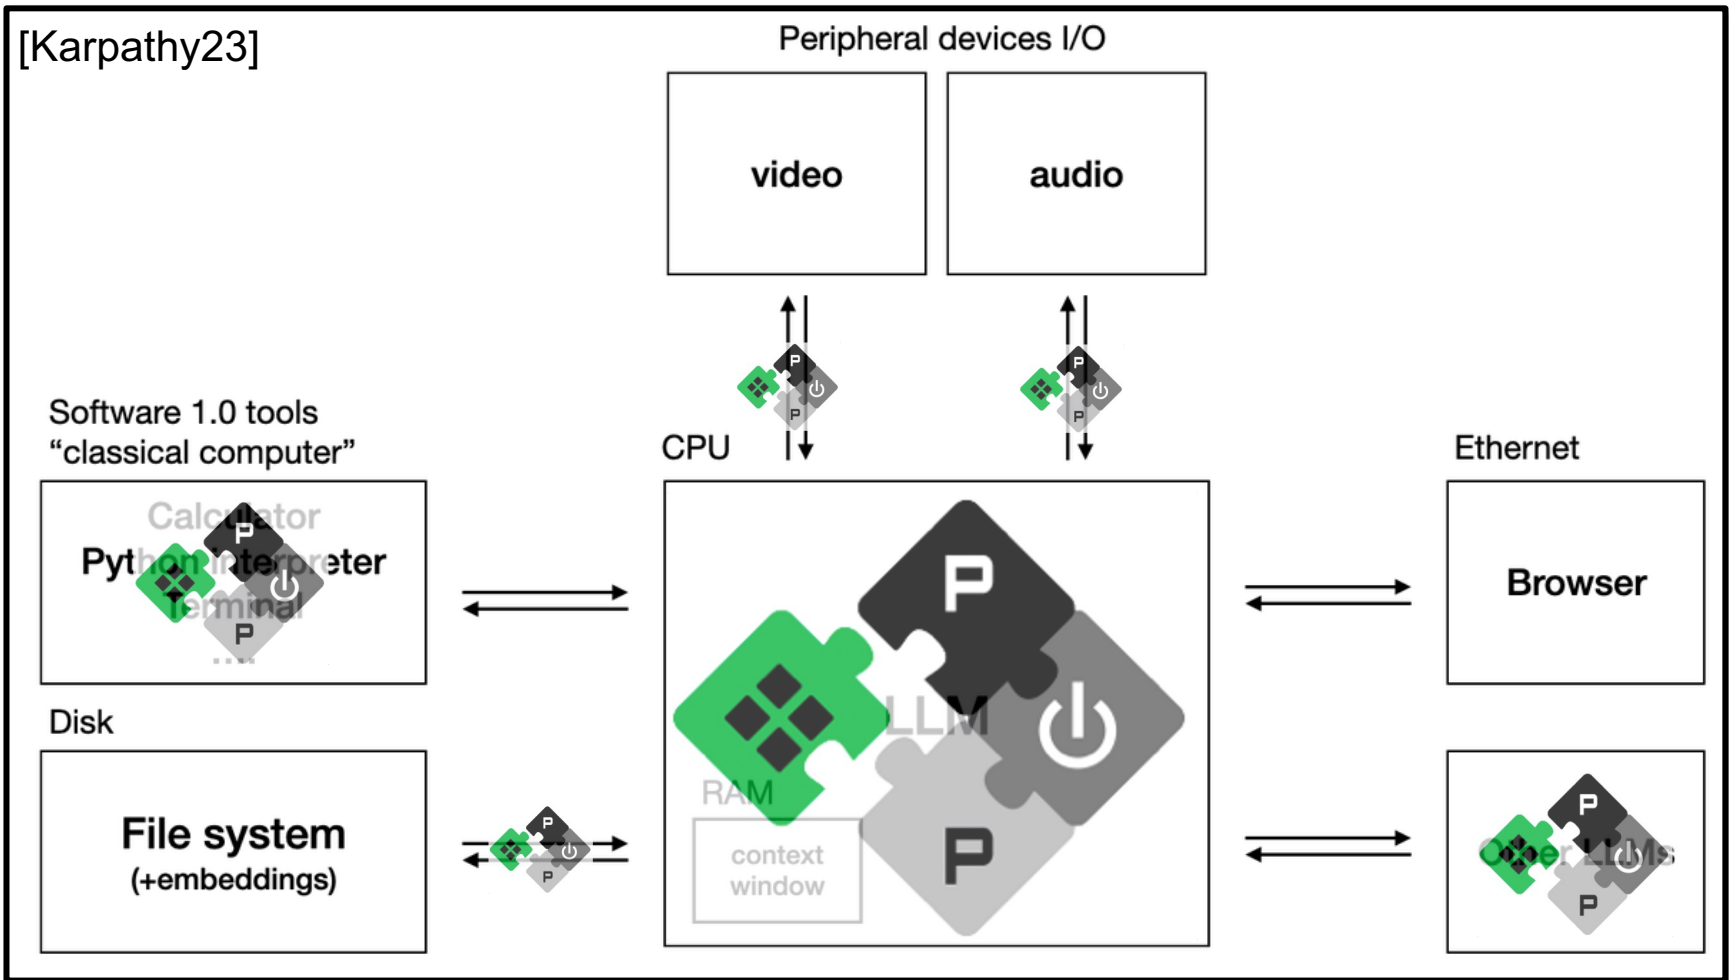 [Karpathy23]
Peripheral devices I/O
video
audio
Software 1.0 tools
“classical computer”
Calculator
Python interpreter
Terminal
....
P
P
P
P
P
P
CPU
LLM
P
P
RAM
context
window
Ethernet
Browser
Disk
File system
(+embeddings)
P
P
Other LLMs
P
P